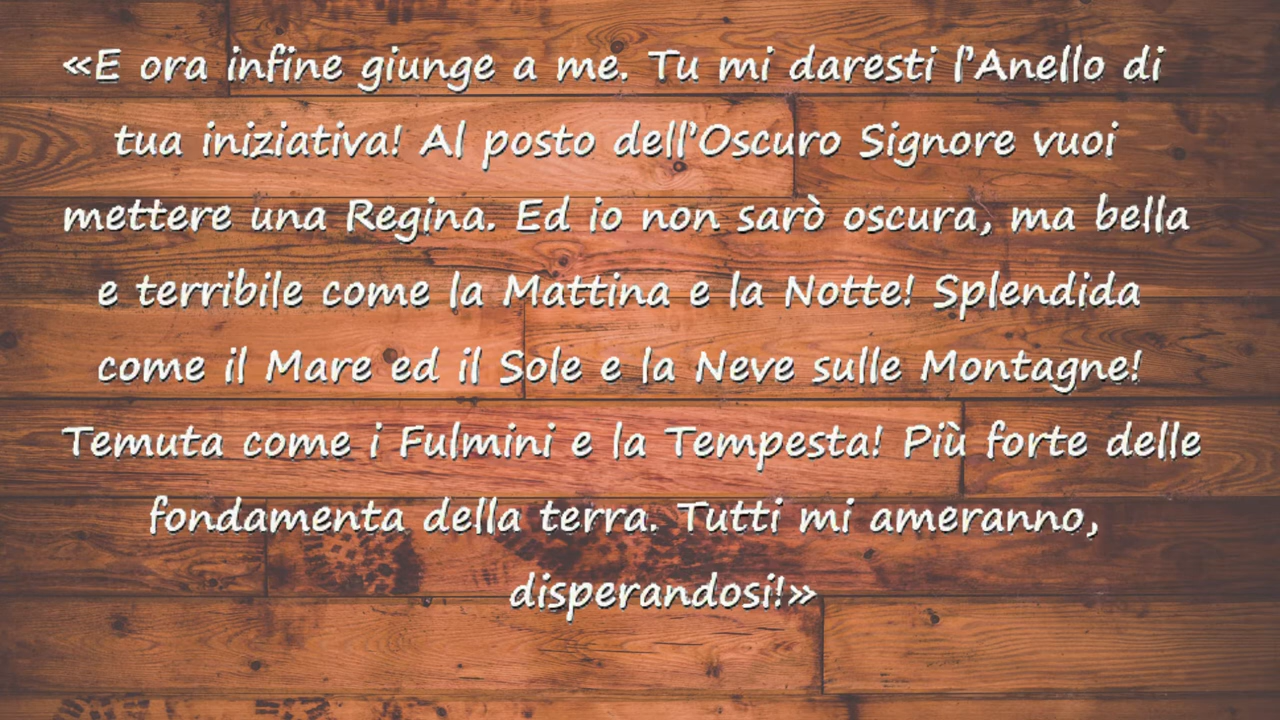 «E ora infine giunge a me. Tu mi daresti l'Anello di
tua iniziativa! Al posto dell'Oscuro Signore vuoi
mettere una Regina. Ed io non sarò oscura, ma bella
e terribile come la Mattina e la Notte! Splendida
come il Mare ed il Sole e la Neve sulle Montagne!
Temuta come i Fulmini e la Tempesta! Più forte delle
fondamenta della terra. Tutti mi ameranno,
disperandosi!»